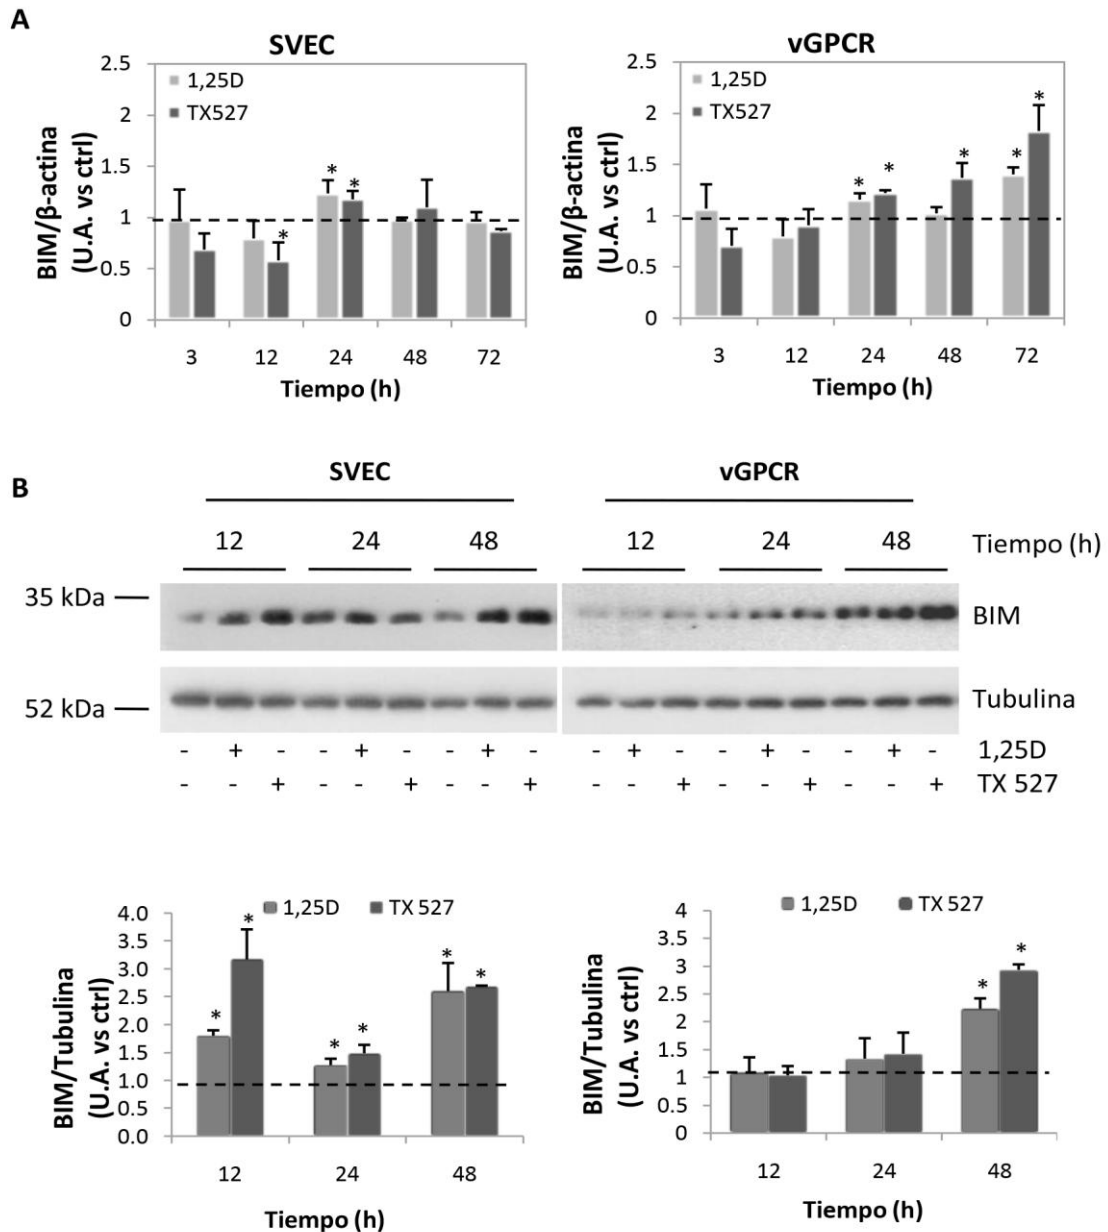 A
SVEC
2.5
2
1.5
1
0.5
0
1,25D
TX527
BIM/β-actina
(U.A. vs ctrl)
*
*
*
3 12 24 48 72
Tiempo (h)
vGPCR
2.5
2
1.5
1
0.5
0
1,25D
TX527
BIM/β-actina
(U.A. vs ctrl)
*
*
*
*
*
3 12 24 48 72
Tiempo (h)
B
SVEC vGPCR
12 24 48 12 24 48 Tiempo (h)
35 kDa BIM
52 kDa Tubulina
- + - - + - - + - - + - - + - - + - 1,25D
- - + - - + - - + - - + - - + - - + TX 527
1,25D TX 527
4.0
3.5
3.0
2.5
2.0
1.5
1.0
0.5
0.0
BIM/Tubulina
(U.A. vs ctrl)
*
*
*
*
*
*
12 24 48
Tiempo (h)
1,25D TX 527
4
3.5
3
2.5
2
1.5
1
0.5
0
BIM/Tubulina
(U.A. vs ctrl)
*
*
12 24 48
Tiempo (h)